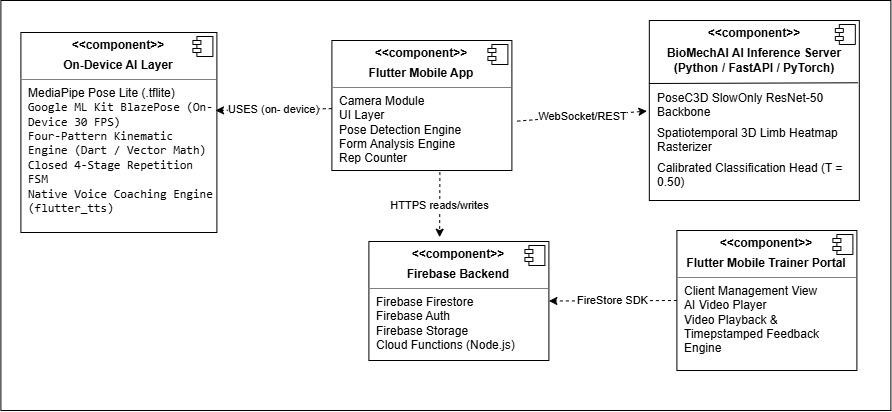 <<component>>
On-Device AI Layer
MediaPipe Pose Lite (.tflite)
Google ML Kit BlazePose (On-
Device 30 FPS)
Four-Pattern Kinematic
Engine (Dart / Vector Math)
Closed 4-Stage Repetition
FSM
Native Voice Coaching Engine
(flutter_tts)
USES (on- device)
<<component>>
Flutter Mobile App
Camera Module
UI Layer
Pose Detection Engine
Form Analysis Engine
Rep Counter
WebSocket/REST
<<component>>
BioMechAI AI Inference Server
(Python / FastAPI / PyTorch)
PoseC3D SlowOnly ResNet-50
Backbone
Spatiotemporal 3D Limb Heatmap
Rasterizer
Calibrated Classification Head (T =
0.50)
HTTPS reads/writes
<<component>>
Firebase Backend
Firebase Firestore
Firebase Auth
Firebase Storage
Cloud Functions (Node.js)
FireStore SDK
<<component>>
Flutter Mobile Trainer Portal
Client Management View
AI Video Player
Video Playback &
Timepstamped Feedback
Engine